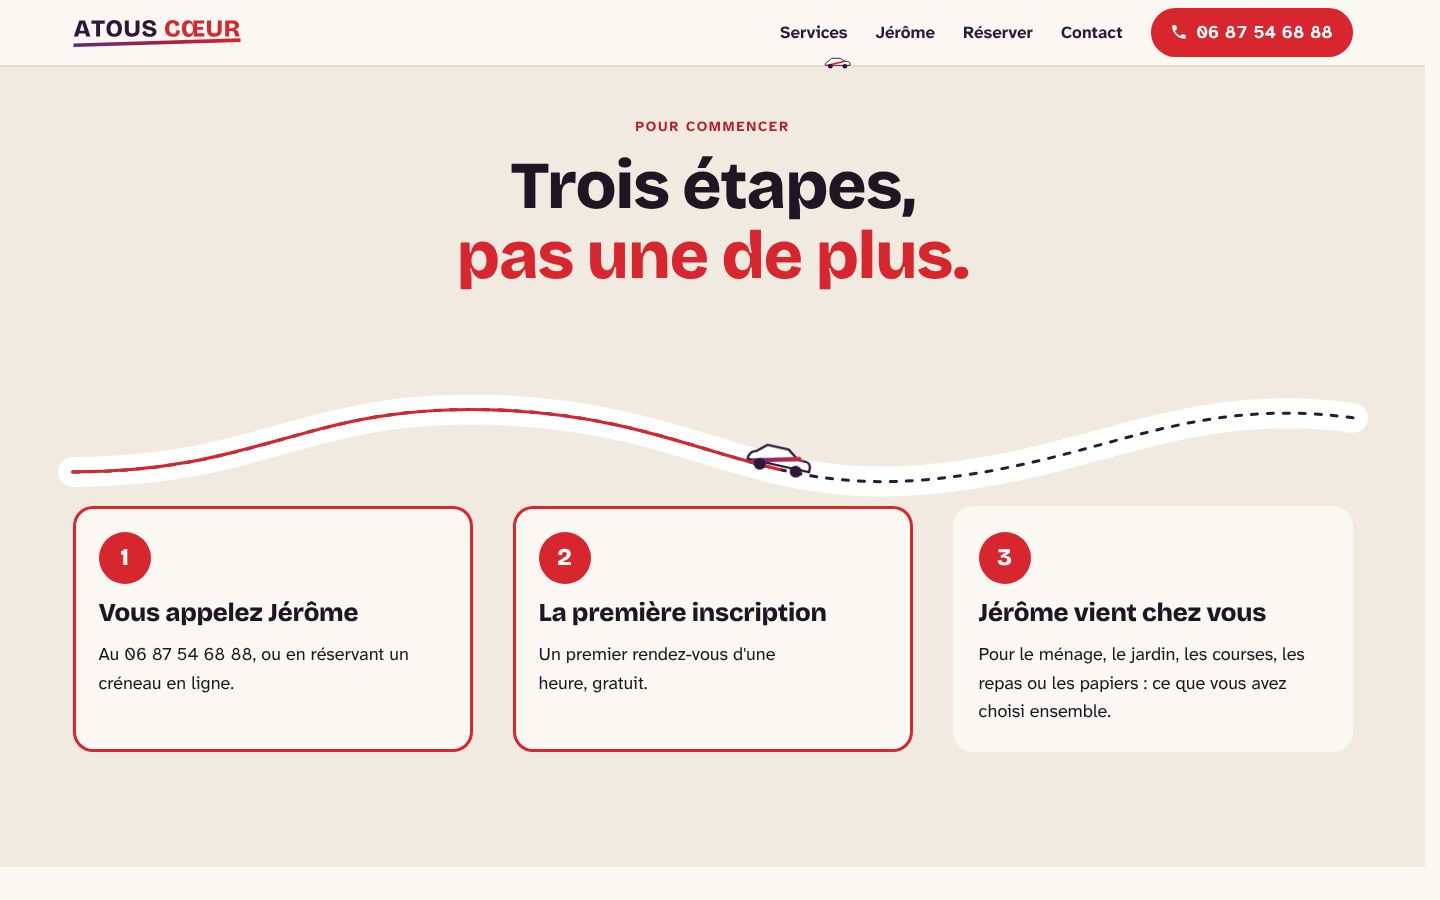 ATOUS CŒUR
Services
Jérôme
Réserver
Contact
06 87 54 68 88
POUR COMMENCER
Trois étapes,
pas une de plus.
1
Vous appelez Jérôme
Au 06 87 54 68 88, ou en réservant un
créneau en ligne.
2
La première inscription
Un premier rendez-vous d'une
heure, gratuit.
3
Jérôme vient chez vous
Pour le ménage, le jardin, les courses, les
repas ou les papiers : ce que vous avez
choisi ensemble.